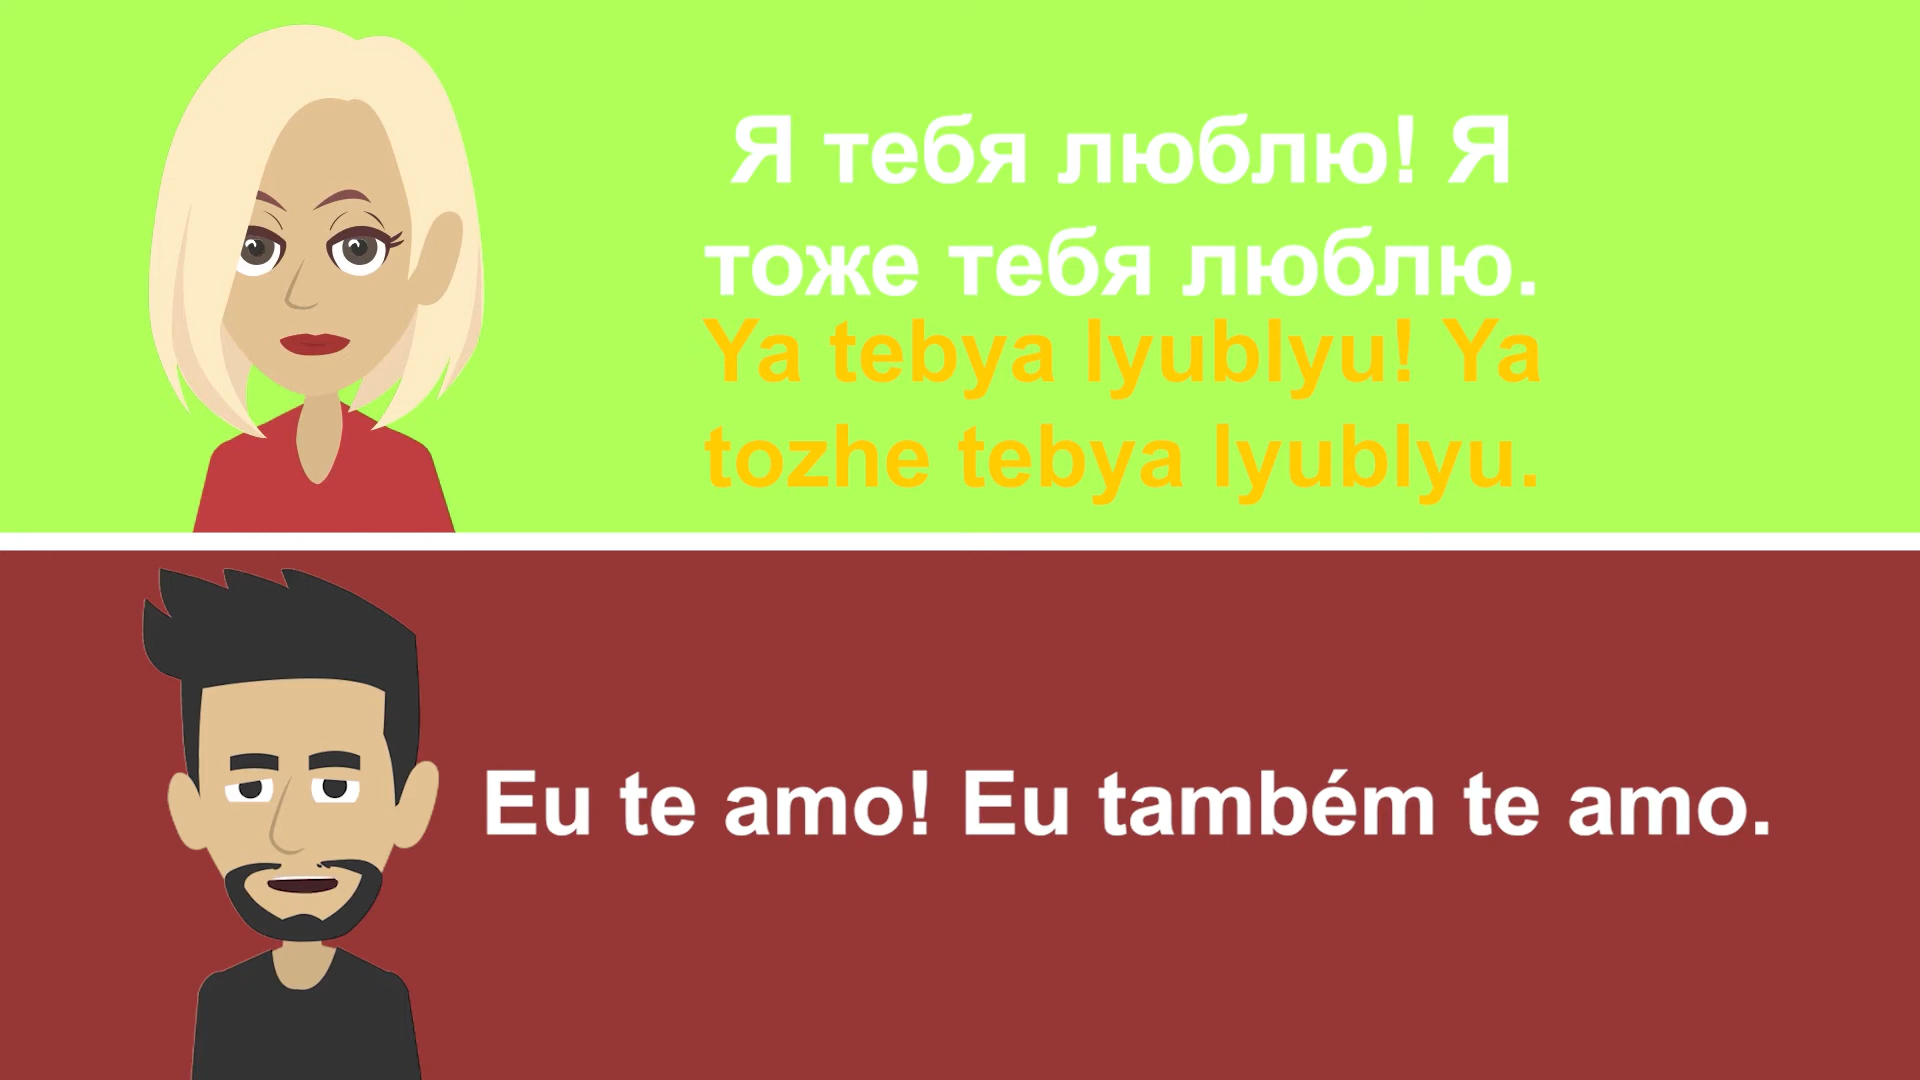 Я тебя люблю! Я
тоже тебя люблю.
Ya tebya lyublyu! Ya
tozhe tebya lyublyu.
Eu te amo! Eu também te amo.